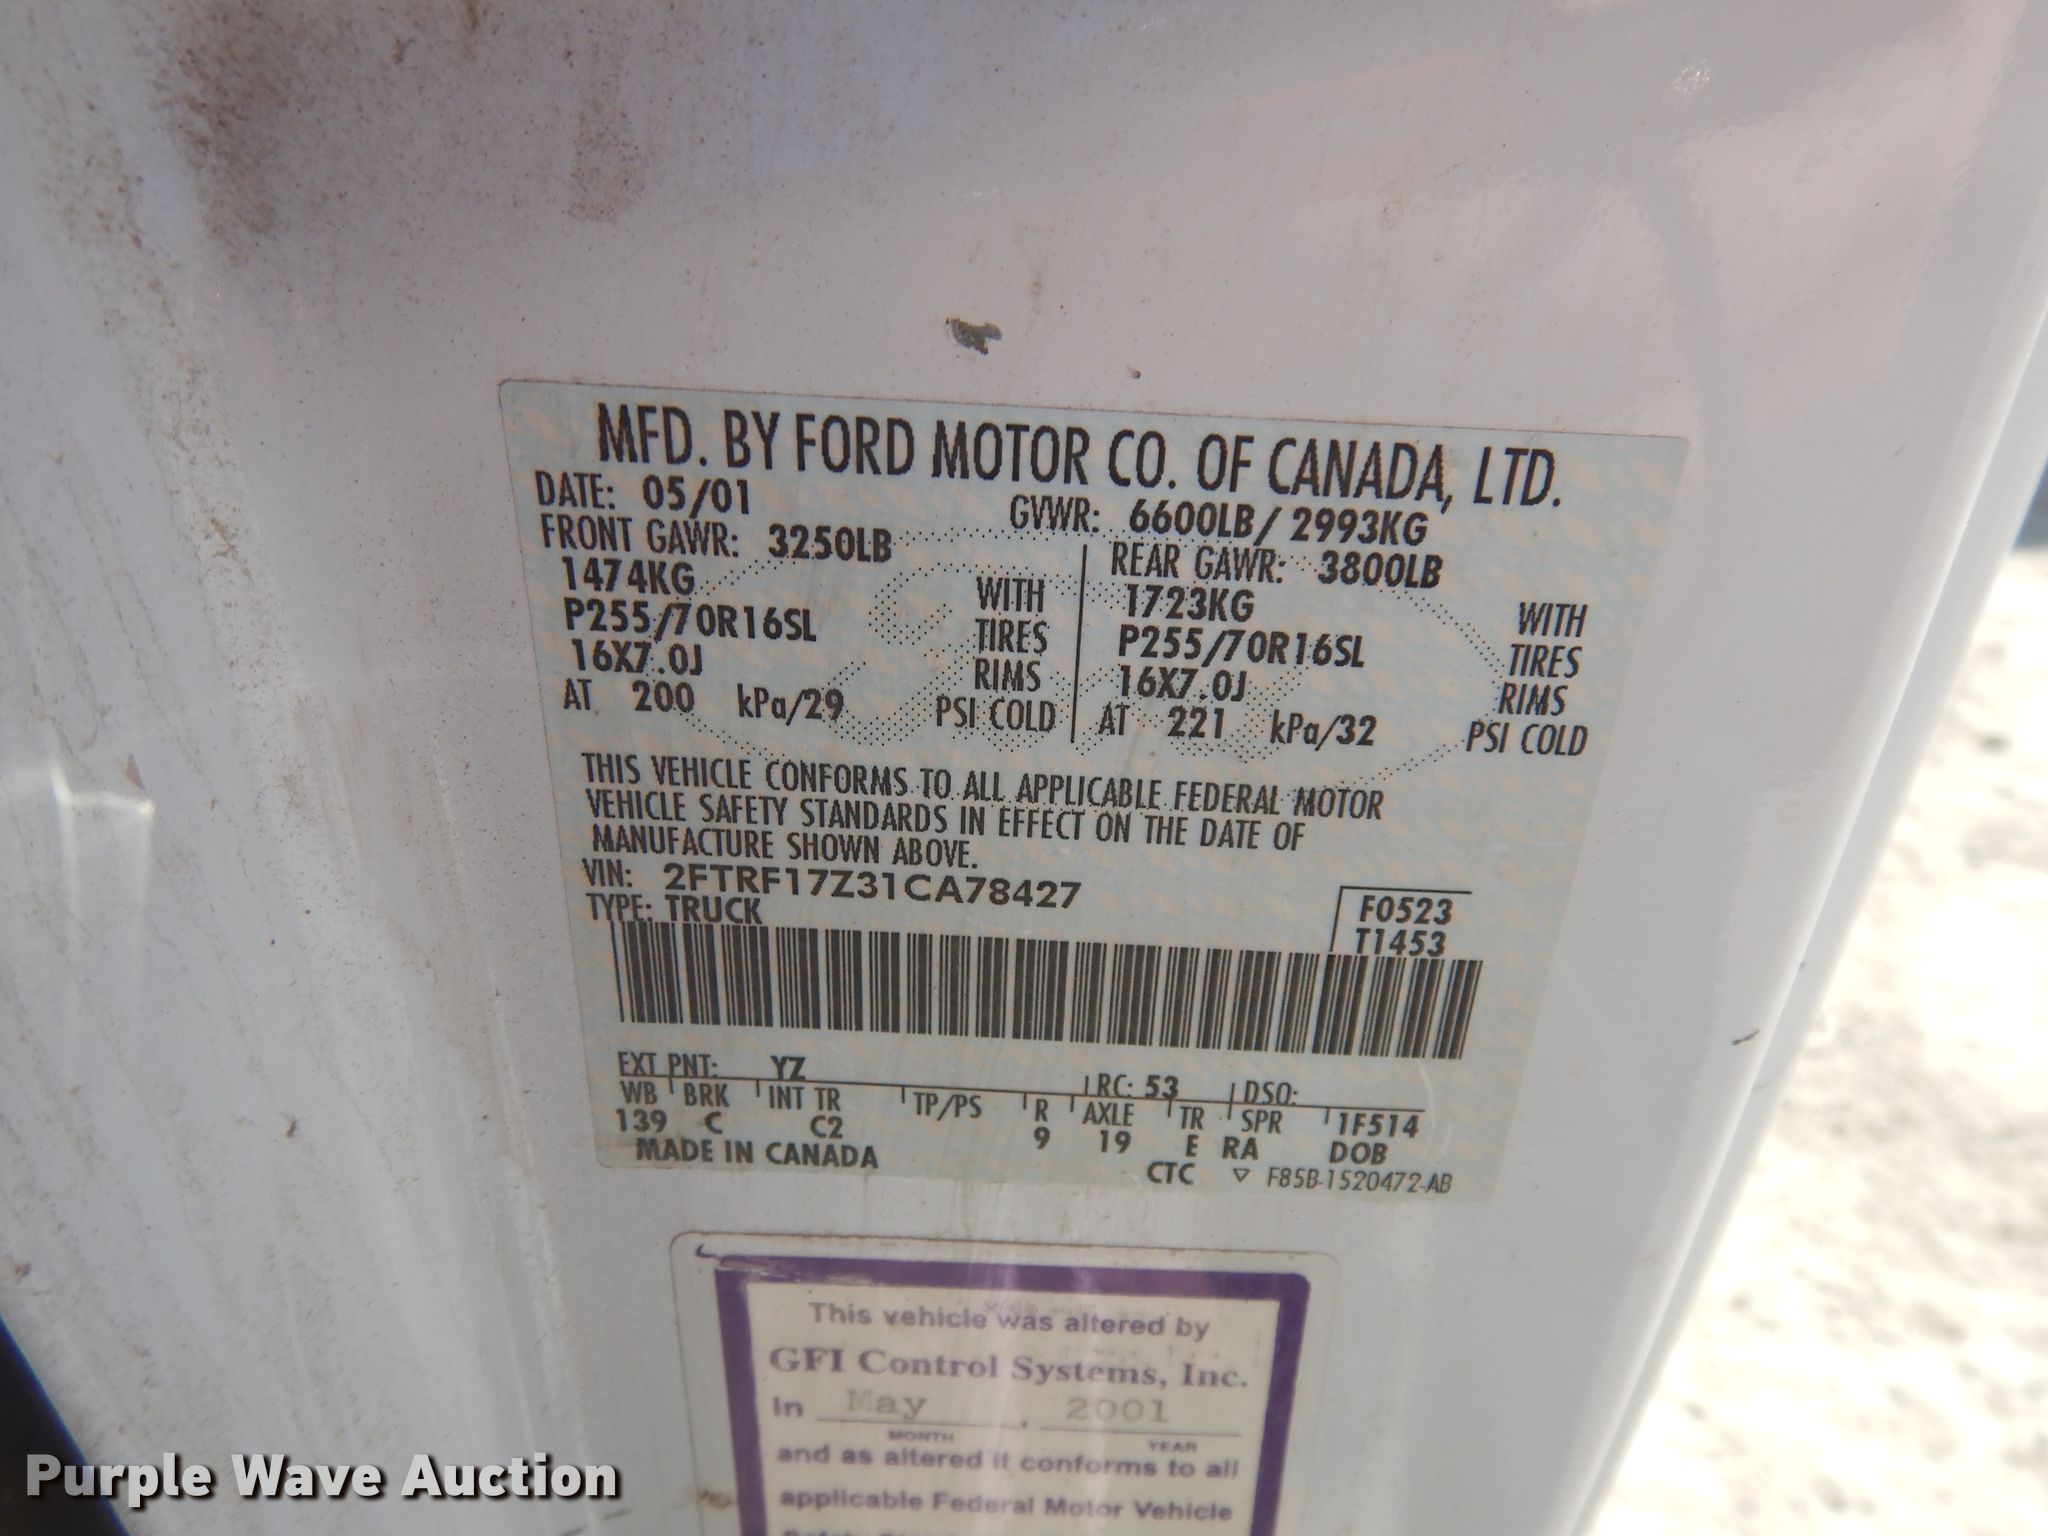 MFD. BY FORD MOTOR CO. OF CANADA, LTD.
DATE: 05/01 GVWR: 6600LB/ 2993KG
FRONT GAWR: 3250LB REAR GAWR: 3800LB
1474KG WITH 1723KG WITH
P255/70R16SL TIRES P255/70R16SL TIRES
16X7.0J RIMS 16X7.0J RIMS
AT 200 kPa/29 PSI COLD AT 221 kPa/32 PSI COLD
THIS VEHICLE CONFORMS TO ALL APPLICABLE FEDERAL MOTOR
VEHICLE SAFETY STANDARDS IN EFFECT ON THE DATE OF
MANUFACTURE SHOWN ABOVE.
VIN: 2FTRF17Z31CA78427
TYPE: TRUCK F0523
T1453
EXT PNT: YZ RC: 53 DSO:
WB BRK INT TR TP/PS R AXLE TR SPR 1F514
139 C C2 9 19 E RA DOB
MADE IN CANADA
CTC ▽ F85B-1520472-AB
This vehicle was altered by
GFI Control Systems, Inc.
In May, 2001
MONTH YEAR
and as altered it conforms to all
applicable Federal Motor Vehicle
Purple Wave Auction